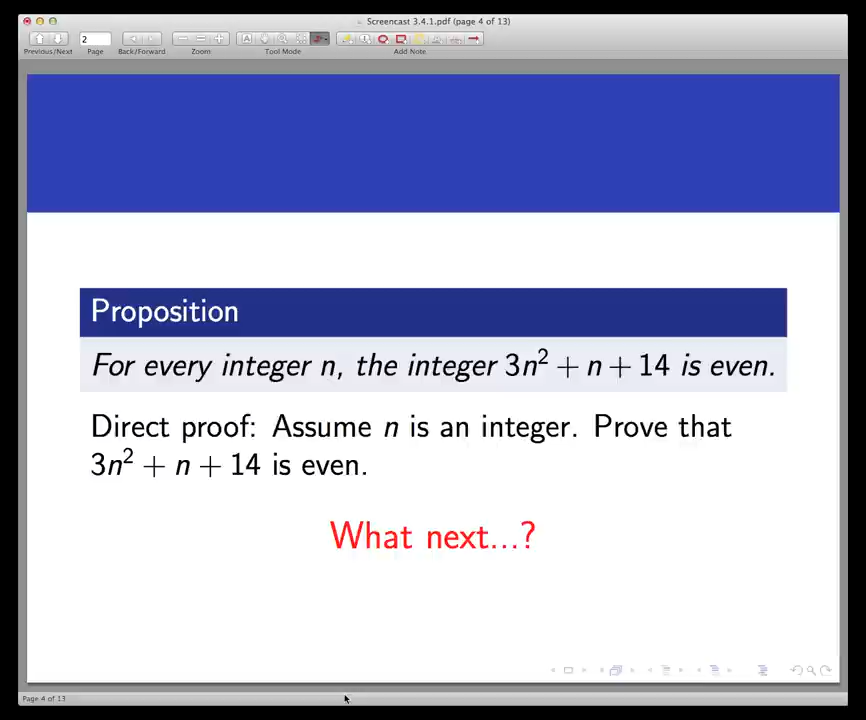 Screencast 3.4.1.pdf (page 4 of 13)
2
Previous/Next Page Back/Forward Zoom Tool Mode Add Note
Proposition
For every integer n, the integer 3n² + n + 14 is even.
Direct proof: Assume n is an integer. Prove that
3n² + n + 14 is even.
What next...?
Page 4 of 13